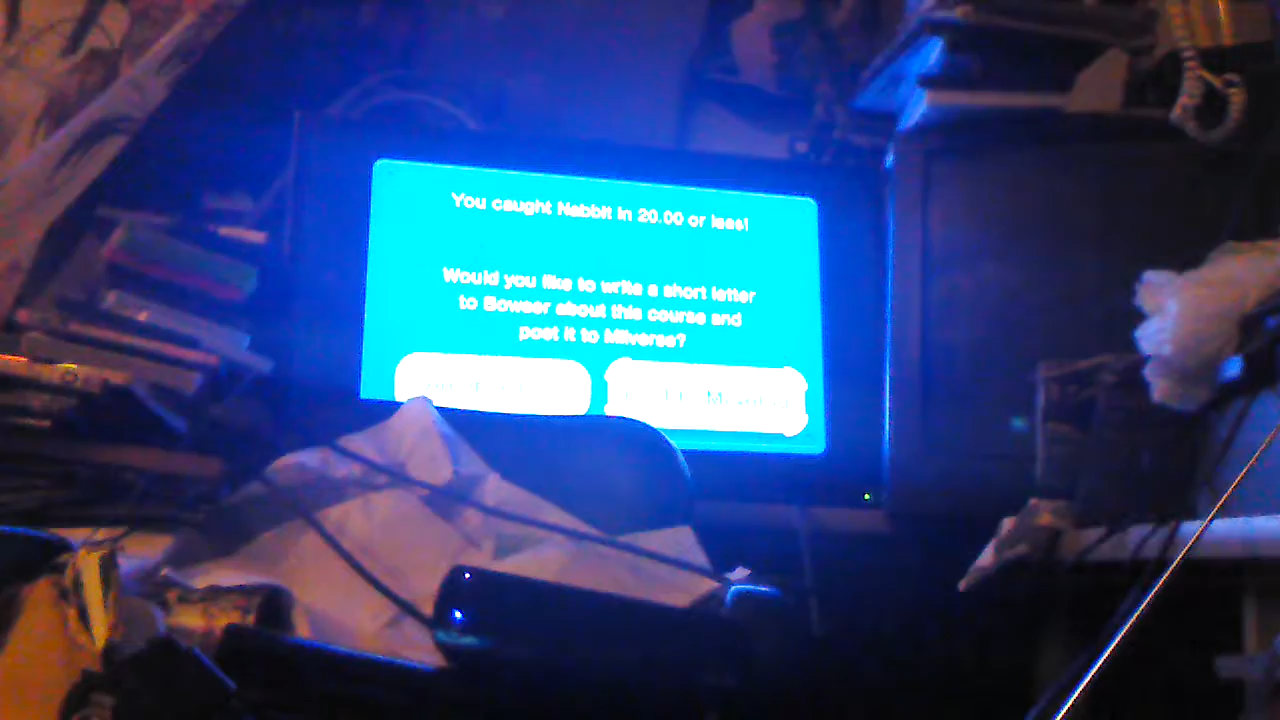 You caught Nabbit in 20.00 or less!
Would you like to write a short letter
to Bowser about this course and
post it to Miiverse?